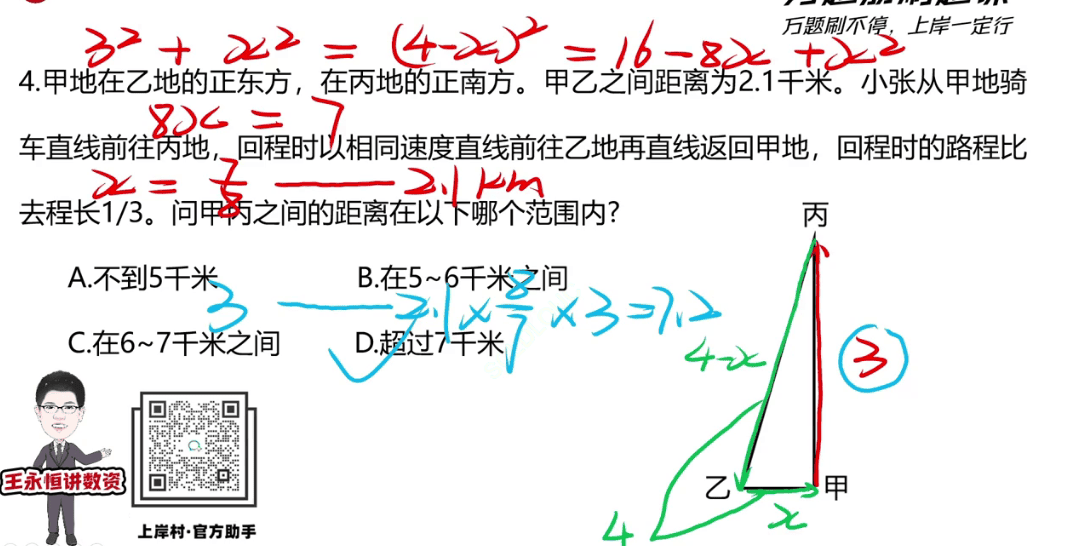 万题刷不停，上岸一定行
3² + x² = (4-x)² = 16-8x+x²
4.甲地在乙地的正东方，在丙地的正南方。甲乙之间距离为2.1千米。小张从甲地骑
8x = 7
车直线前往丙地，回程时以相同速度直线前往乙地再直线返回甲地，回程时的路程比
x = 7/8 —— 2.1km
去程长1/3。问甲丙之间的距离在以下哪个范围内?
丙
A.不到5千米
B.在5~6千米之间
3 —— 2.1×8/7×3=7.2
C.在6~7千米之间
D.超过7千米
4-x
3
乙
甲
x
4
王永恒讲数资
上岸村·官方助手